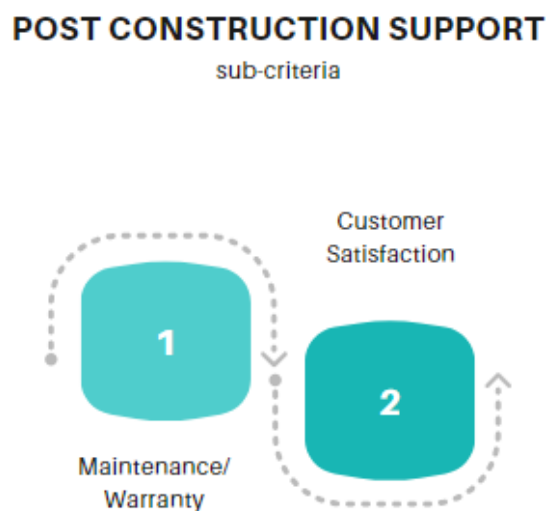 POST CONSTRUCTION SUPPORT
sub-criteria
1
Maintenance/
Warranty
Customer
Satisfaction
2